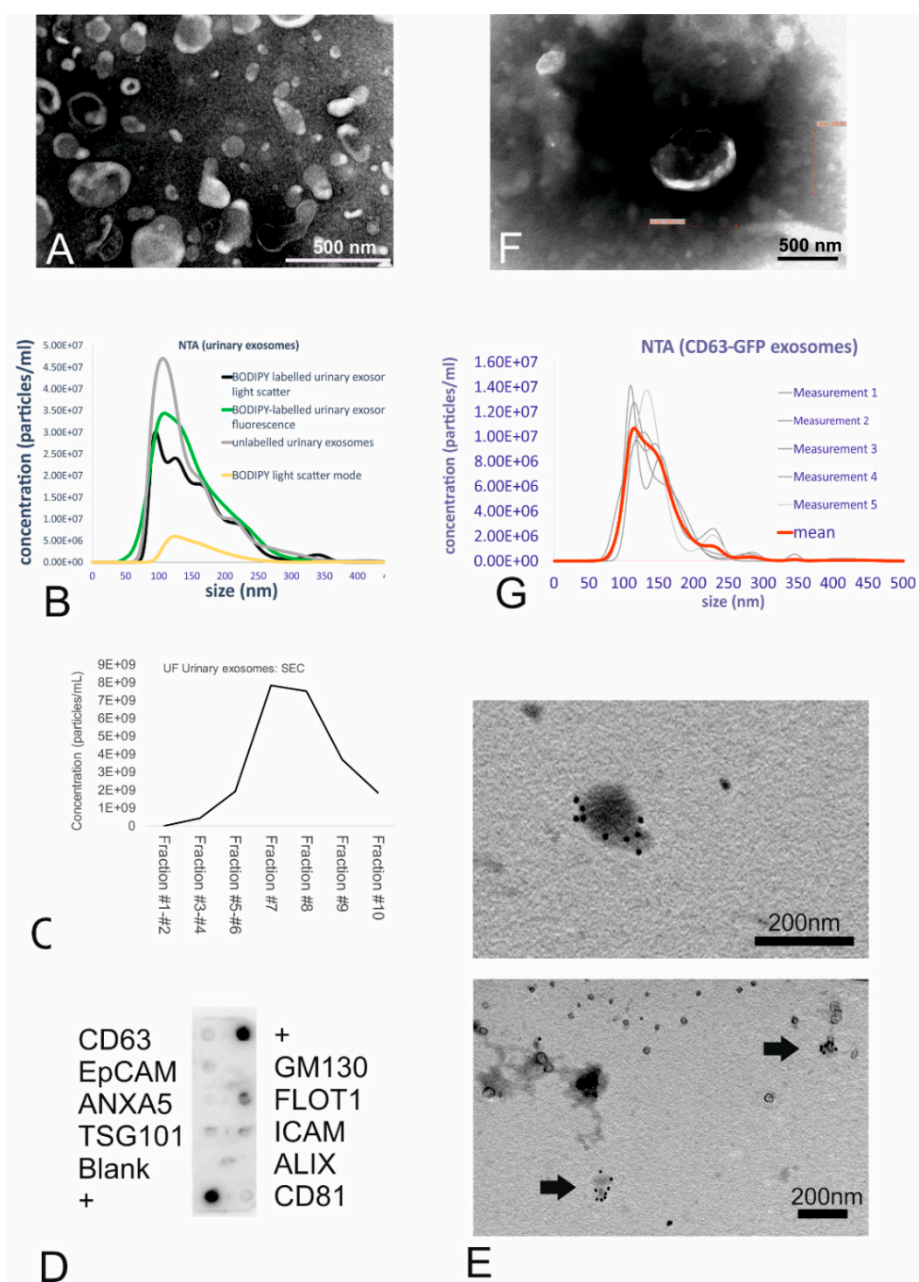 500 nm
A
500 nm
F
NTA (urinary exosomes)
concentration (particles/ml)
5.00E+07
4.50E+07
4.00E+07
3.50E+07
3.00E+07
2.50E+07
2.00E+07
1.50E+07
1.00E+07
5.00E+06
0.00E+00
0 50 100 150 200 250 300 350 400
size (nm)
BODIPY labelled urinary exosor
light scatter
BODIPY-labelled urinary exosor
fluorescence
unlabelled urinary exosomes
BODIPY light scatter mode
B
NTA (CD63-GFP exosomes)
concentration (particles/ml)
1.60E+07
1.40E+07
1.20E+07
1.00E+07
8.00E+06
6.00E+06
4.00E+06
2.00E+06
0.00E+00
0 50 100 150 200 250 300 350 400 450 500
size (nm)
Measurement 1
Measurement 2
Measurement 3
Measurement 4
Measurement 5
mean
G
UF Urinary exosomes: SEC
Concentration (particles/mL)
9E+09
8E+09
7E+09
6E+09
5E+09
4E+09
3E+09
2E+09
1E+09
0
Fraction #1-#2
Fraction #3-#4
Fraction #5-#6
Fraction #7
Fraction #8
Fraction #9
Fraction #10
C
CD63
EpCAM
ANXA5
TSG101
Blank
+
+
GM130
FLOT1
ICAM
ALIX
CD81
D
200nm
200nm
E